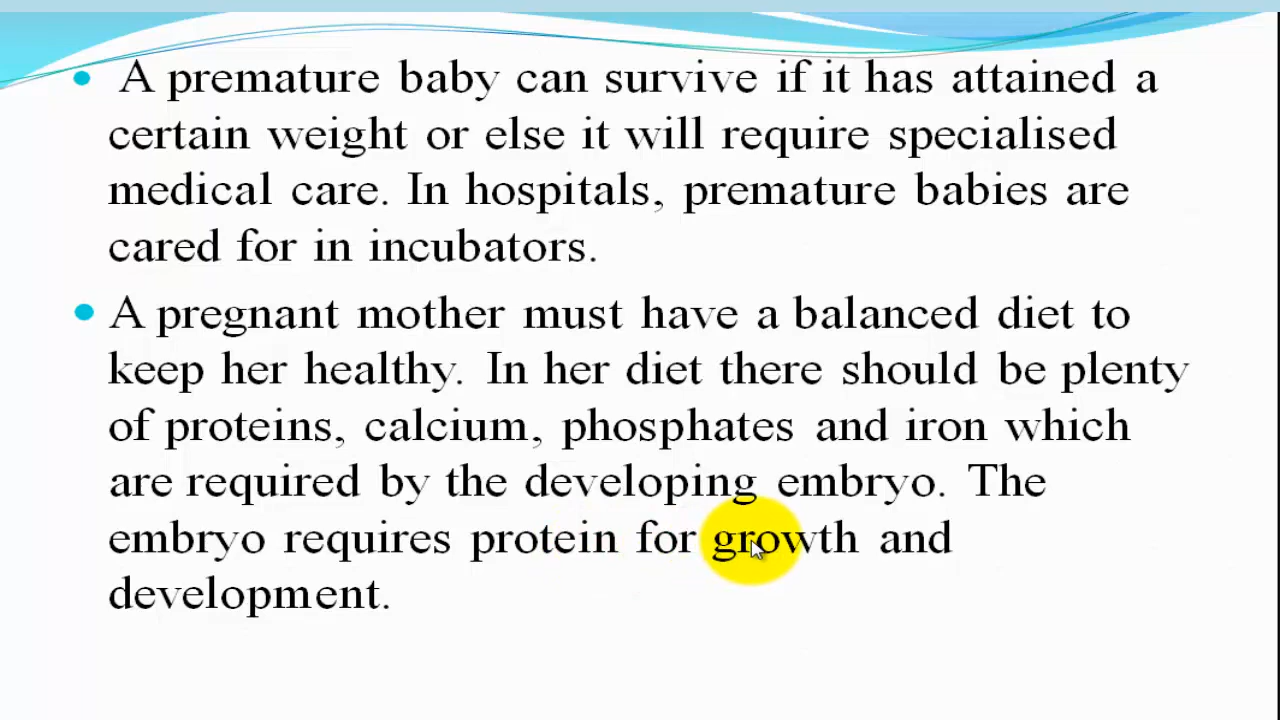 • A premature baby can survive if it has attained a
certain weight or else it will require specialised
medical care. In hospitals, premature babies are
cared for in incubators.
• A pregnant mother must have a balanced diet to
keep her healthy. In her diet there should be plenty
of proteins, calcium, phosphates and iron which
are required by the developing embryo. The
embryo requires protein for growth and
development.